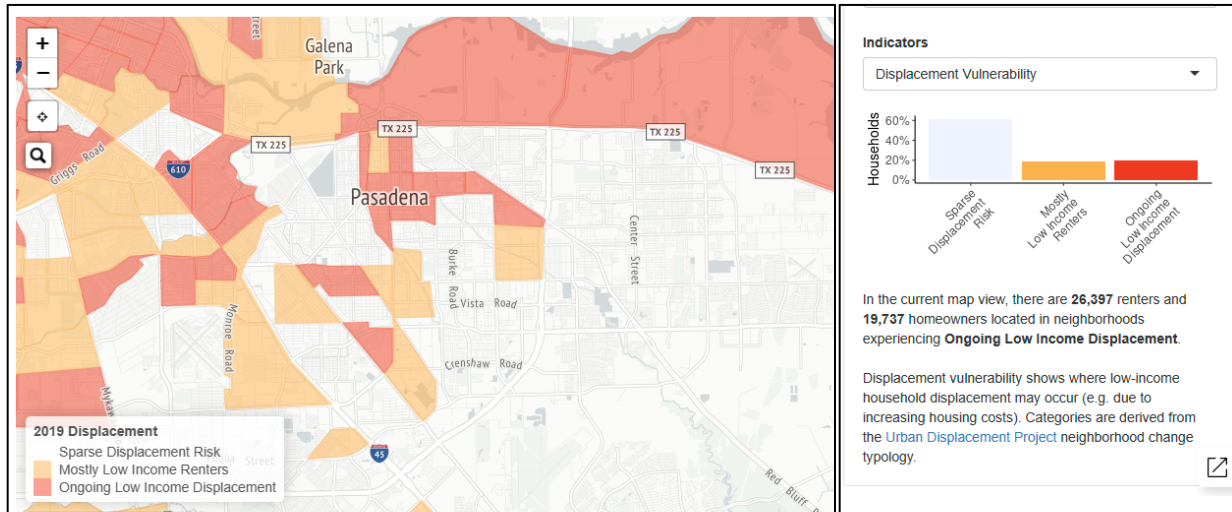 +
−
Street
Galena
Park
TX 225
TX 225
TX 225
TX 225
Griggs Road
610
Pasadena
Center Street
Burke Road
Vista Road
Monroe Road
Crenshaw Road
Mykaw
45
Street
Red Bluff
2019 Displacement
Sparse Displacement Risk
Mostly Low Income Renters
Ongoing Low Income Displacement
Indicators
Displacement Vulnerability
Households
60%
40%
20%
0%
Sparse
Displacement
Risk
Mostly
Low Income
Renters
Ongoing
Low Income
Displacement
In the current map view, there are 26,397 renters and
19,737 homeowners located in neighborhoods
experiencing Ongoing Low Income Displacement.
Displacement vulnerability shows where low-income
household displacement may occur (e.g. due to
increasing housing costs). Categories are derived from
the Urban Displacement Project neighborhood change
typology.